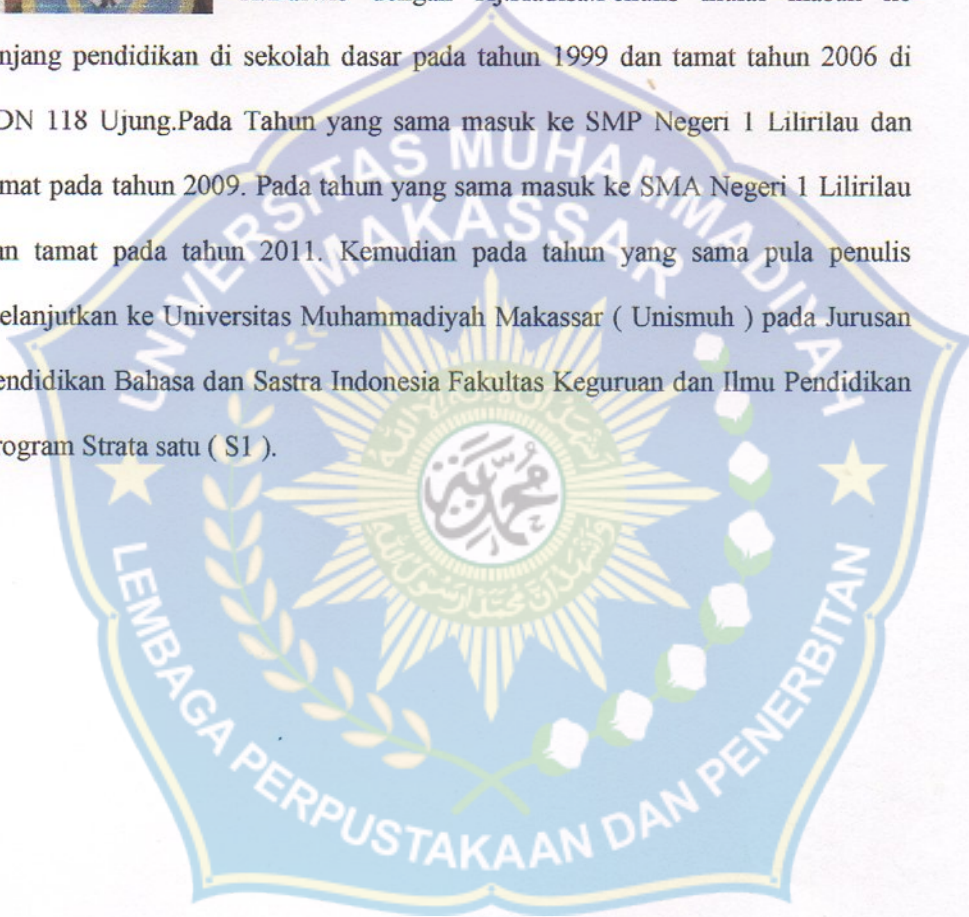 njang pendidikan di sekolah dasar pada tahun 1999 dan tamat tahun 2006 di
DN 118 Ujung.Pada Tahun yang sama masuk ke SMP Negeri 1 Lilirilau dan
mat pada tahun 2009. Pada tahun yang sama masuk ke SMA Negeri 1 Lilirilau
an tamat pada tahun 2011. Kemudian pada tahun yang sama pula penulis
elanjutkan ke Universitas Muhammadiyah Makassar ( Unismuh ) pada Jurusan
endidikan Bahasa dan Sastra Indonesia Fakultas Keguruan dan Ilmu Pendidikan
rogram Strata satu ( S1 ).
UNIVERSITAS MUHAMMADIYAH
MAKASSAR
محمدية
LEMBAGA PERPUSTAKAAN DAN PENERBITAN